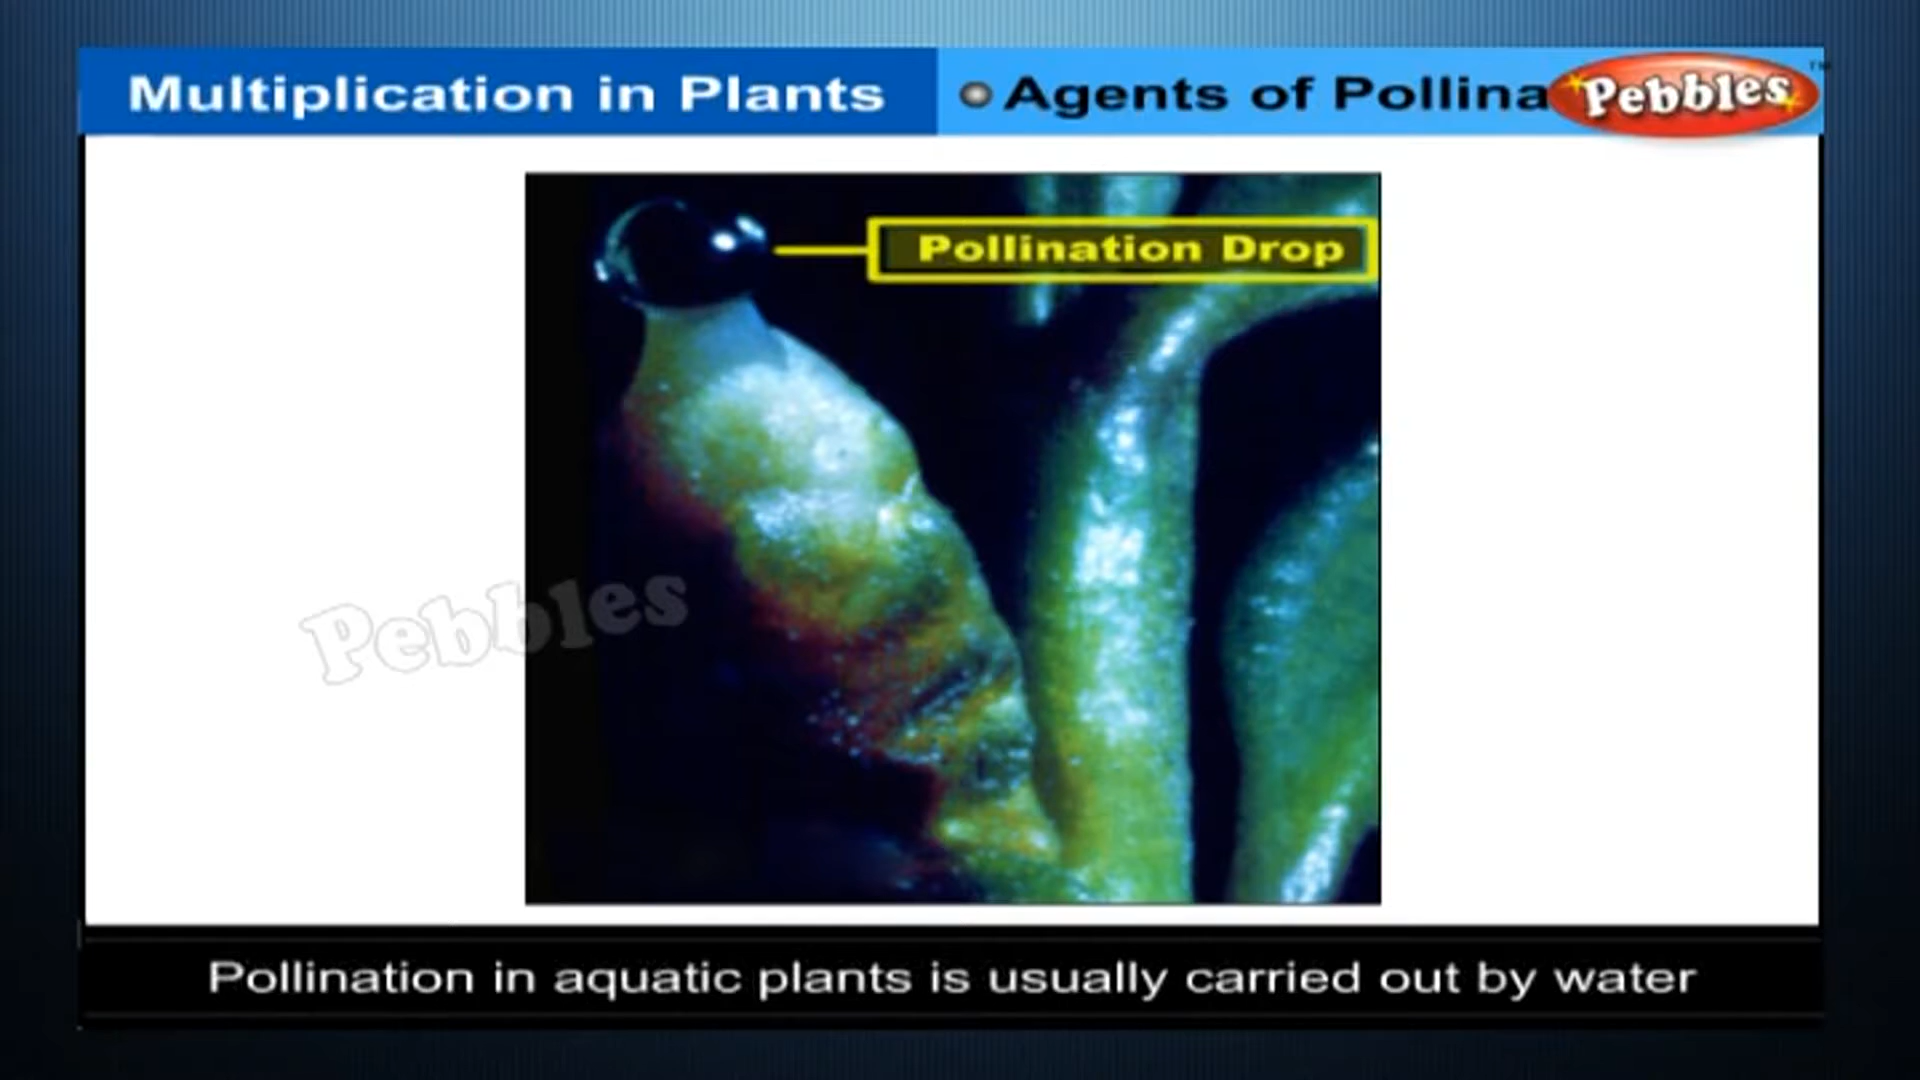 Multiplication in Plants
Agents of Pollina
Pebbles
TM
Pollination Drop
Pebbles
Pollination in aquatic plants is usually carried out by water